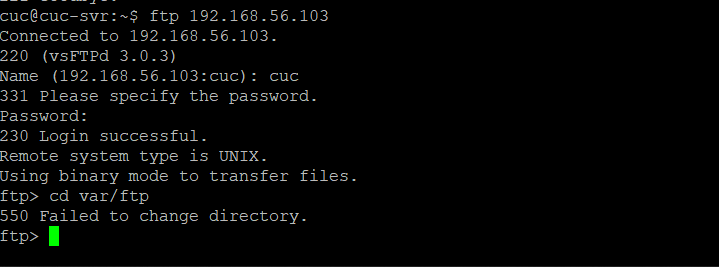 cuc@cuc-svr:~$ ftp 192.168.56.103
Connected to 192.168.56.103.
220 (vsFTPd 3.0.3)
Name (192.168.56.103:cuc): cuc
331 Please specify the password.
Password:
230 Login successful.
Remote system type is UNIX.
Using binary mode to transfer files.
ftp> cd var/ftp
550 Failed to change directory.
ftp>